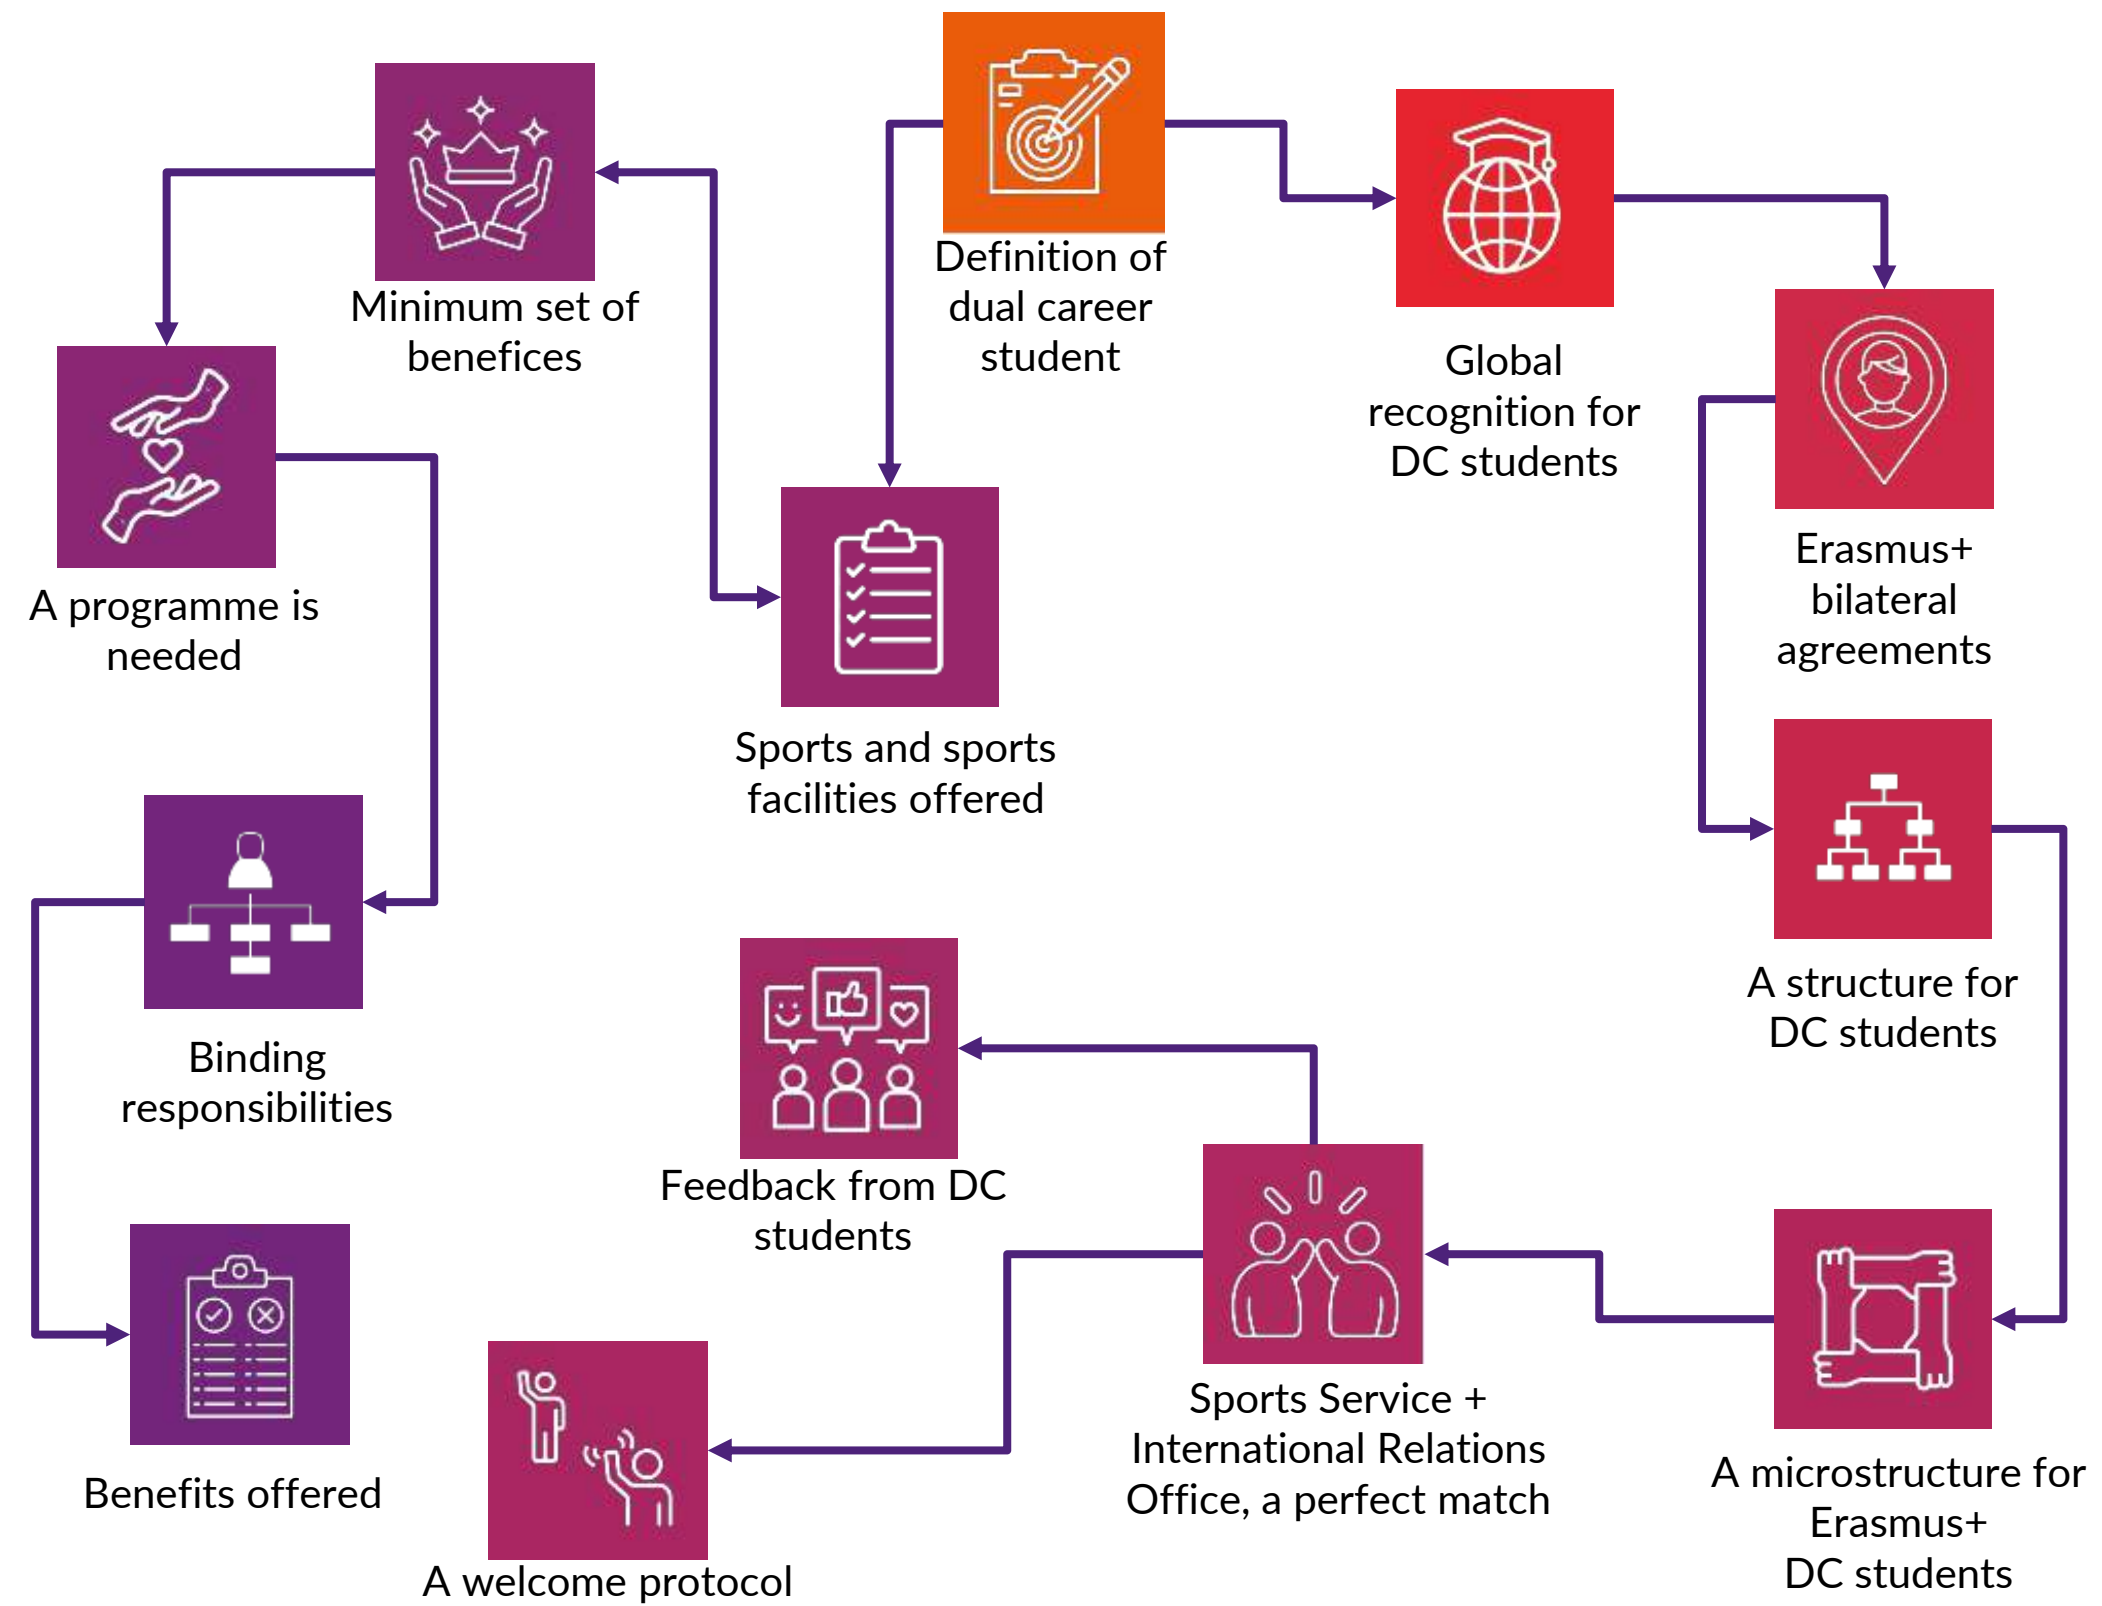 Definition of
dual career
student
Minimum set of
benefices
Global
recognition for
DC students
A programme is
needed
Erasmus+
bilateral
agreements
Sports and sports
facilities offered
A structure for
DC students
Binding
responsibilities
Feedback from DC
students
Sports Service +
International Relations
Office, a perfect match
Benefits offered
A microstructure for
Erasmus+
DC students
A welcome protocol